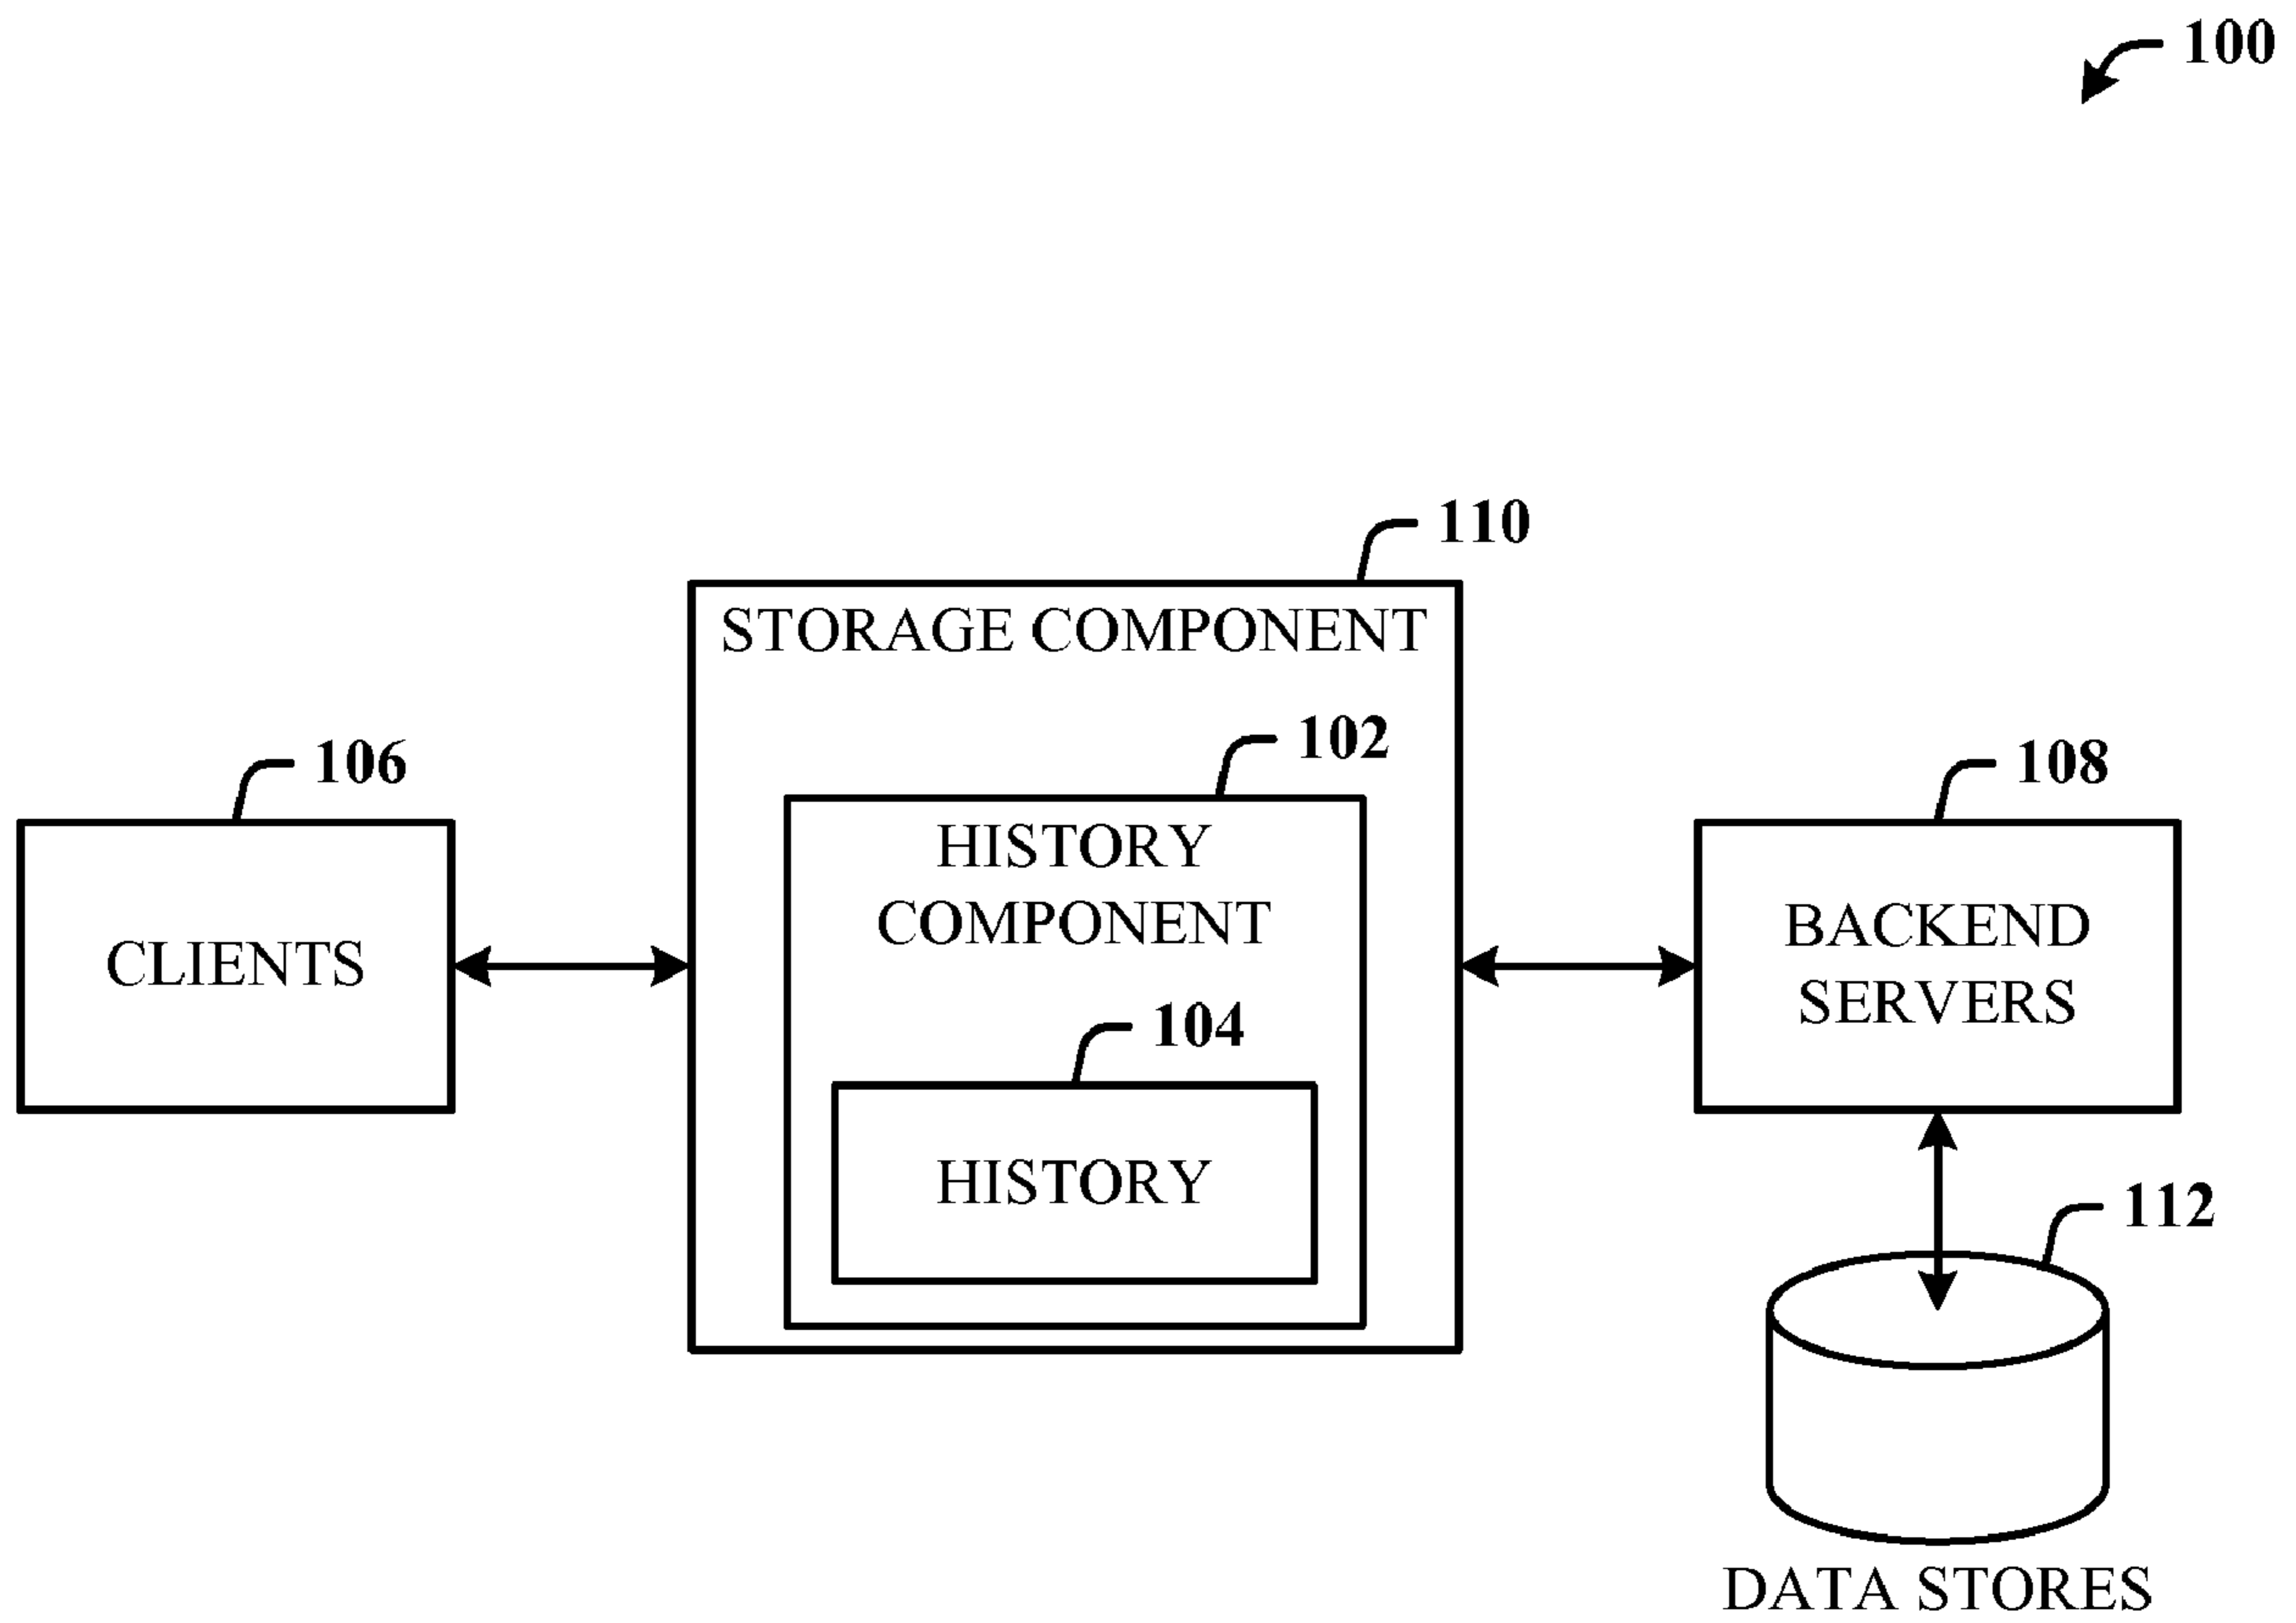 100
110
STORAGE COMPONENT
102
106
108
HISTORY
COMPONENT
CLIENTS
BACKEND
SERVERS
104
HISTORY
112
DATA STORES